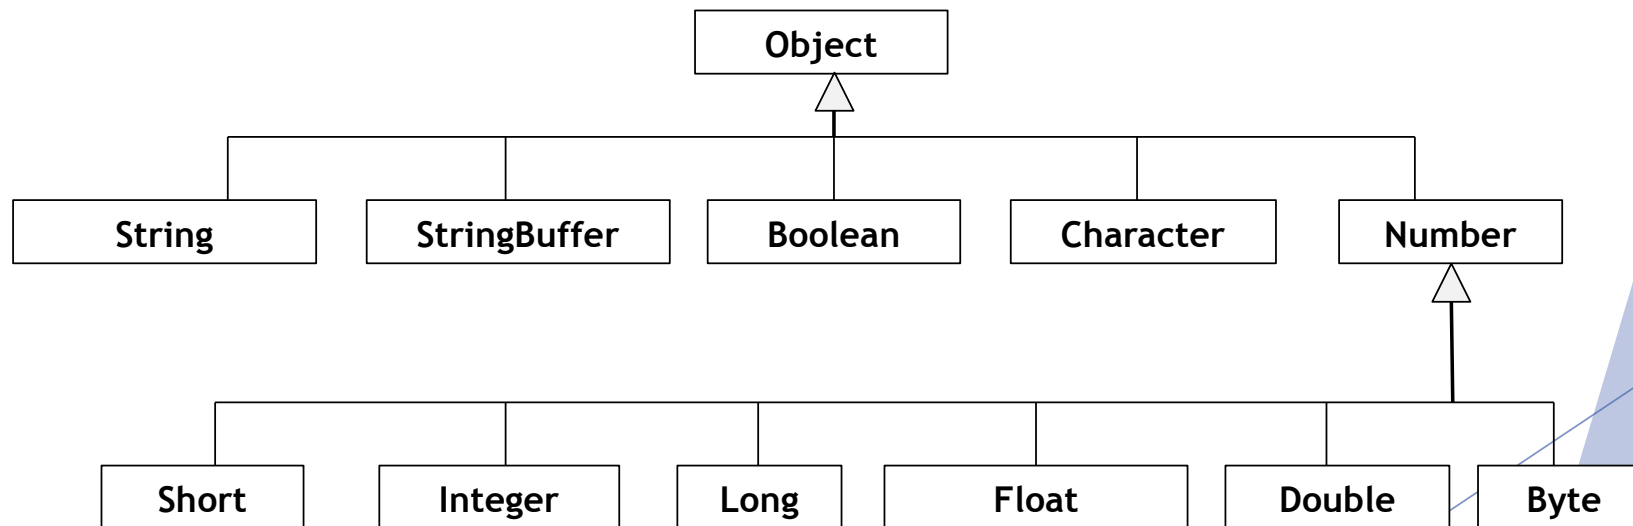 Object
String StringBuffer Boolean Character Number
Short Integer Long Float Double Byte